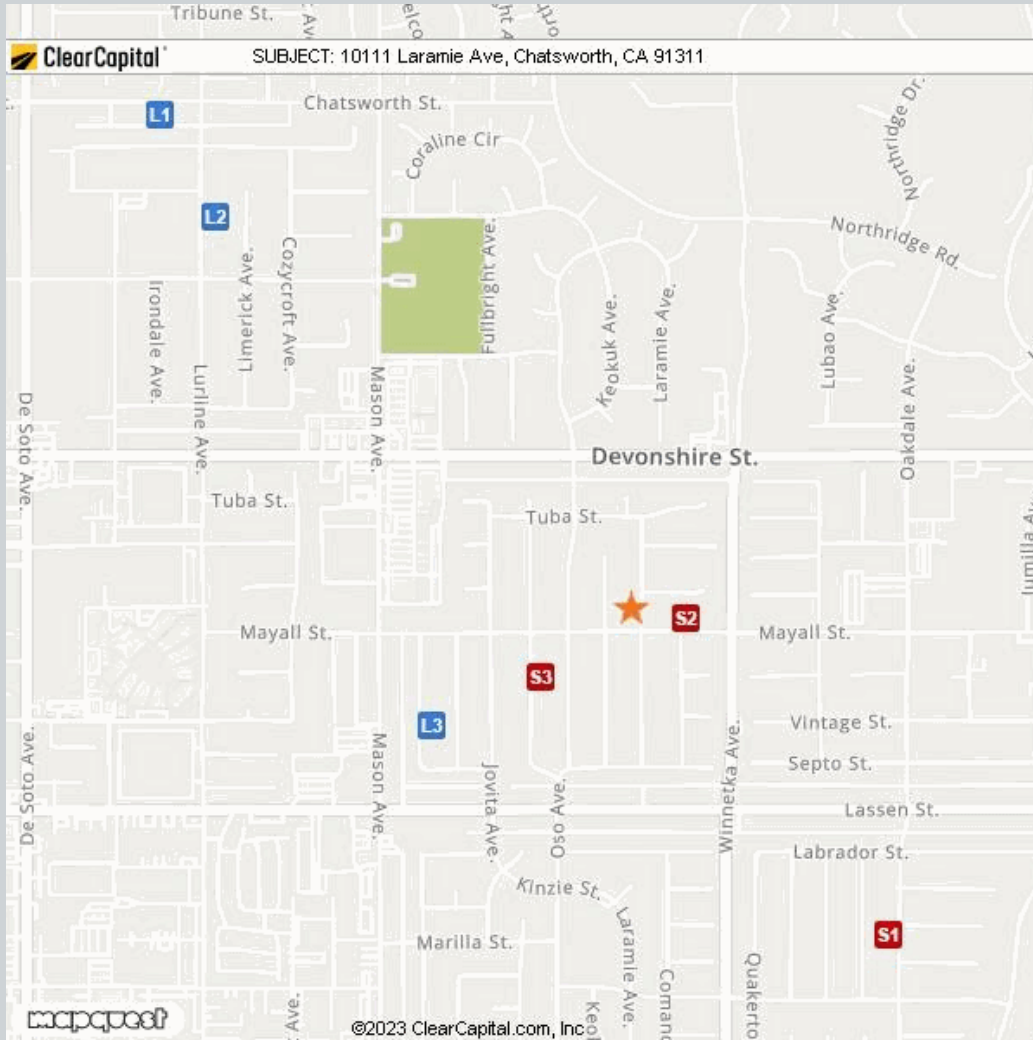 Tribune St.
ClearCapital
SUBJECT: 10111 Laramie Ave, Chatsworth, CA 91311
L1
Chatsworth St.
Coraline Cir
Northridge Dr.
L2
Northridge Rd.
Fullbright Ave.
Cozycroft Ave.
Limerick Ave.
Irondale Ave.
Keokuk Ave.
Laramie Ave.
Lubao Ave.
Lurline Ave.
Mason Ave.
Oakdale Ave.
De Soto Ave.
Devonshire St.
Tuba St.
Tuba St.
S2
Mayall St.
Mayall St.
S3
L3
Vintage St.
Septo St.
De Soto Ave.
Mason Ave.
Jovita Ave.
Oso Ave.
Winnetka Ave.
Lassen St.
Labrador St.
Kinzie St.
S1
Marilla St.
Laramie Ave.
mapquest
©2023 ClearCapital.com, Inc